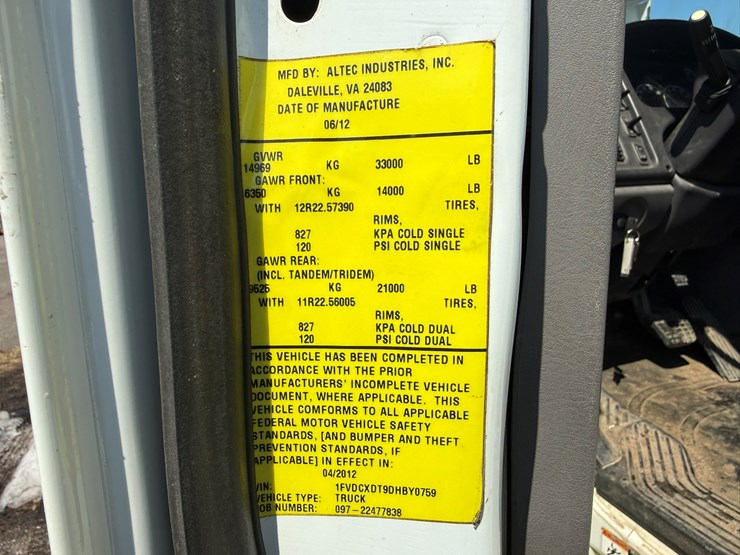 MFD BY: ALTEC INDUSTRIES, INC.
DALEVILLE, VA 24083
DATE OF MANUFACTURE
06/12
GVWR
14969 KG 33000 LB
GAWR FRONT:
6350 KG 14000 LB
WITH 12R22.57390 TIRES,
RIMS,
827 KPA COLD SINGLE
120 PSI COLD SINGLE
GAWR REAR:
(INCL. TANDEM/TRIDEM)
9525 KG 21000 LB
WITH 11R22.56005 TIRES,
RIMS,
827 KPA COLD DUAL
120 PSI COLD DUAL
THIS VEHICLE HAS BEEN COMPLETED IN
ACCORDANCE WITH THE PRIOR
MANUFACTURERS' INCOMPLETE VEHICLE
DOCUMENT, WHERE APPLICABLE. THIS
VEHICLE COMFORMS TO ALL APPLICABLE
FEDERAL MOTOR VEHICLE SAFETY
STANDARDS, [AND BUMPER AND THEFT
PREVENTION STANDARDS, IF
APPLICABLE] IN EFFECT IN:
04/2012
VIN: 1FVDCXDT9DHBY0759
VEHICLE TYPE: TRUCK
JOB NUMBER: 097-22477838